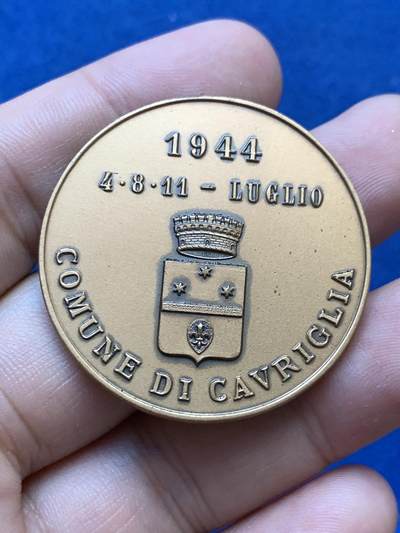 1944
4·8·11 - LUGLIO
COMUNE DI CAVRIGLIA